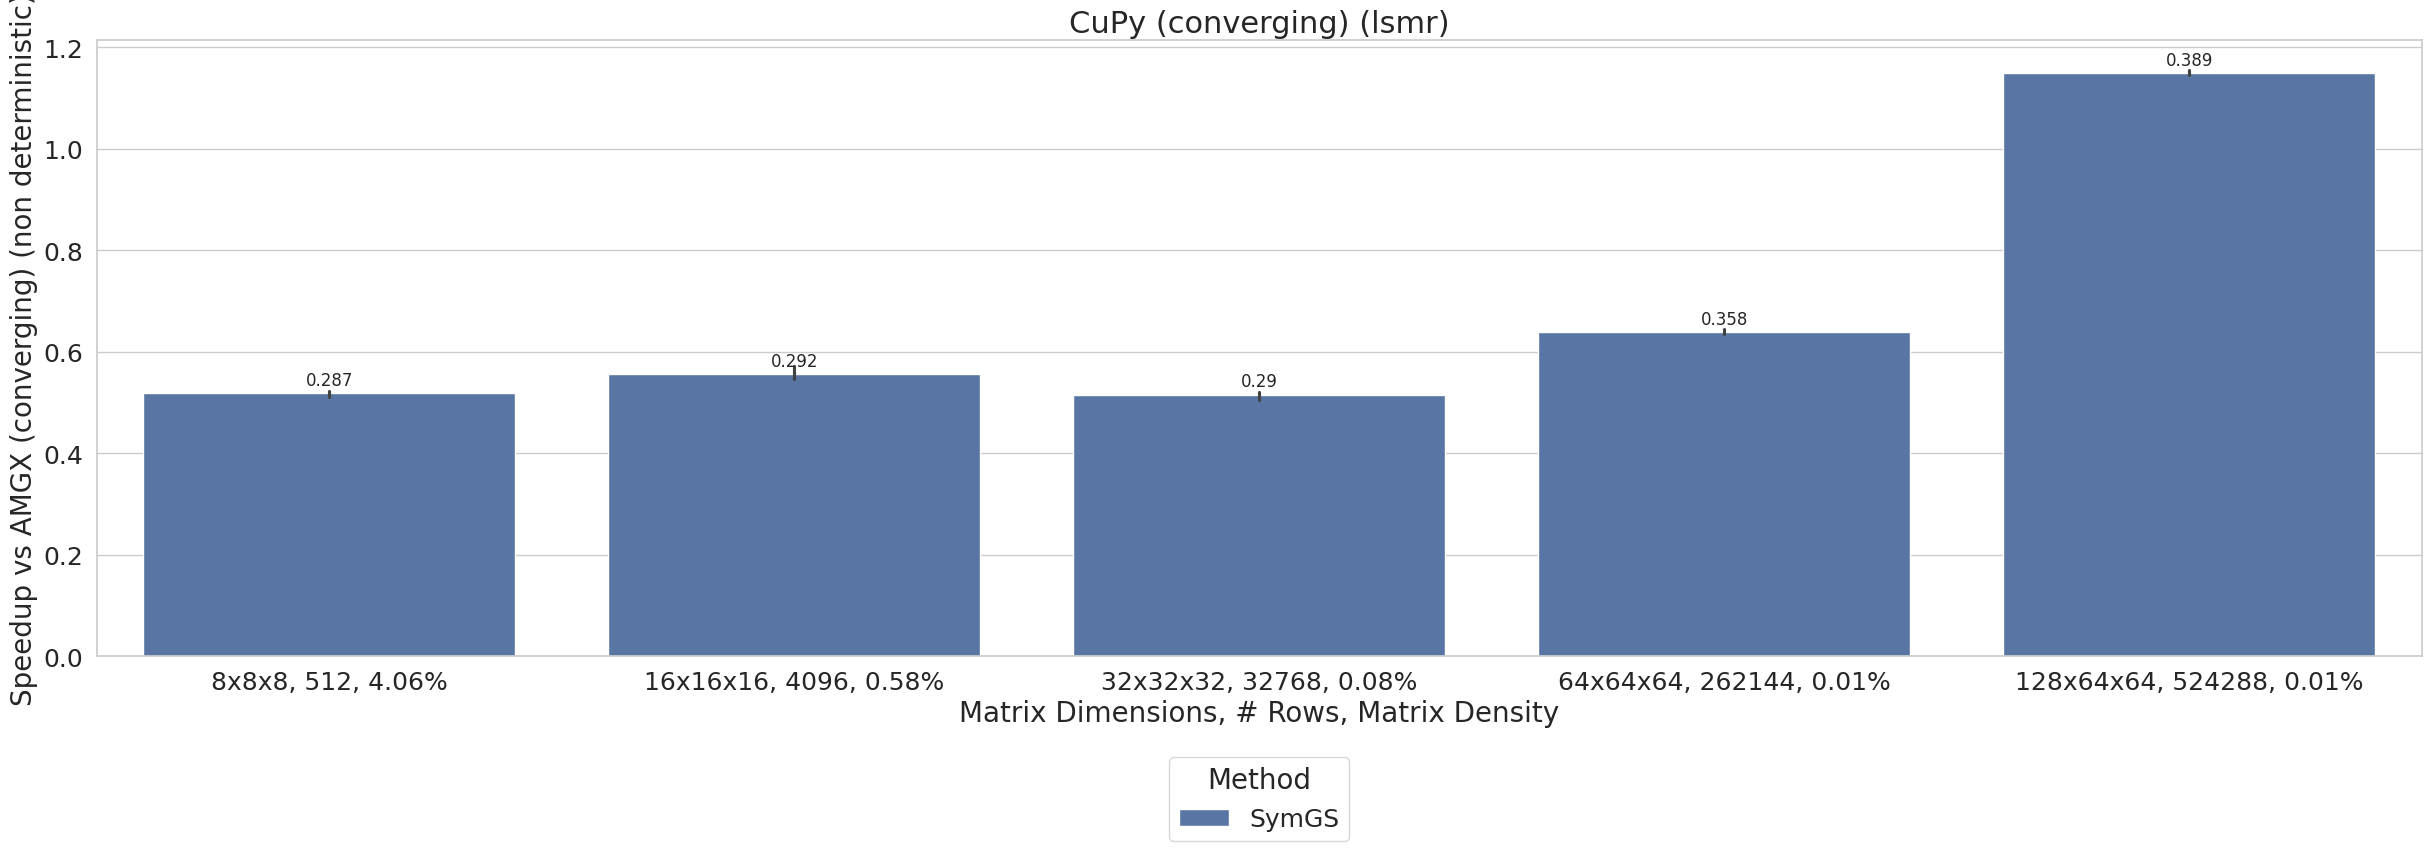 CuPy (converging) (lsmr)
Speedup vs AMGX (converging) (non deterministic)
1.2
1.0
0.8
0.6
0.4
0.2
0.0
0.287
0.292
0.29
0.358
0.389
8x8x8, 512, 4.06%
16x16x16, 4096, 0.58%
32x32x32, 32768, 0.08%
64x64x64, 262144, 0.01%
128x64x64, 524288, 0.01%
Matrix Dimensions, # Rows, Matrix Density
Method
SymGS